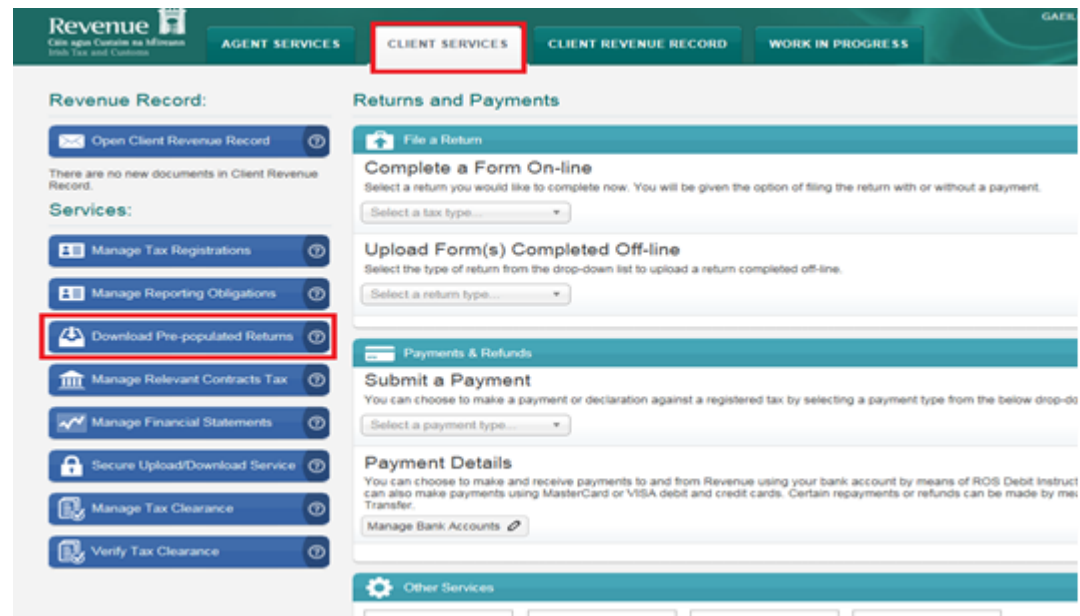 Revenue
Cáin agus Custaim na hÉireann
Irish Tax and Customs
AGENT SERVICES
CLIENT SERVICES
CLIENT REVENUE RECORD
WORK IN PROGRESS
Revenue Record:
Open Client Revenue Record
There are no new documents in Client Revenue
Record.
Services:
Manage Tax Registrations
Manage Reporting Obligations
Download Pre-populated Returns
Manage Relevant Contracts Tax
Manage Financial Statements
Secure Upload/Download Service
Manage Tax Clearance
Verify Tax Clearance
Returns and Payments
File a Return
Complete a Form On-line
Select a return you would like to complete now. You will be given the option of filing the return with or without a payment.
Select a tax type...
Upload Form(s) Completed Off-line
Select the type of return from the drop-down list to upload a return completed off-line.
Select a return type...
Payments & Refunds
Submit a Payment
You can choose to make a payment or declaration against a registered tax by selecting a payment type from the below drop-do
Select a payment type...
Payment Details
You can choose to make and receive payments to and from Revenue using your bank account by means of ROS Debit Instruct
can also make payments using MasterCard or VISA debit and credit cards. Certain repayments or refunds can be made by mea
Transfer.
Manage Bank Accounts
Other Services